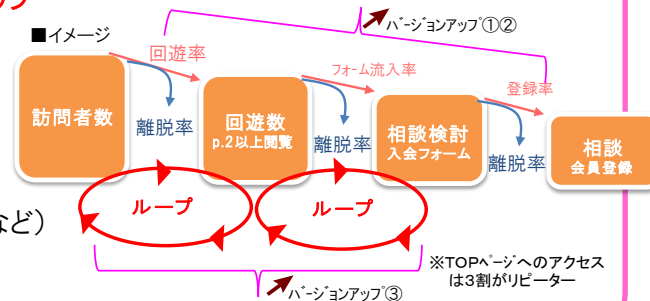 ップ
■イメージ
ﾊﾞｰｼﾞｮﾝｱｯﾌﾟ①②
回遊率
ﾌｫｰﾑ流入率
登録率
訪問者数
離脱率
回遊数
p.2以上閲覧
離脱率
相談検討
入会フォーム
離脱率
相談
会員登録
ループ
ループ
など）
※TOPﾍﾟｰｼﾞへのアクセス
は3割がリピーター
ﾊﾞｰｼﾞｮﾝｱｯﾌﾟ③